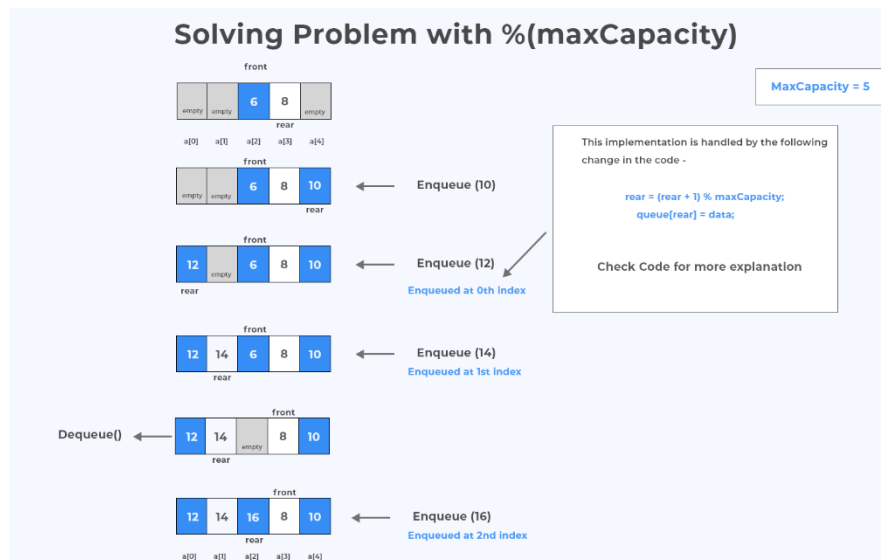 Solving Problem with %(maxCapacity)
MaxCapacity = 5
front
empty empty 6 8 empty
rear
a[0] a[1] a[2] a[3] a[4]
front
empty empty 6 8 10
rear
Enqueue (10)
front
12 empty 6 8 10
rear
Enqueue (12)
Enqueued at 0th index
This implementation is handled by the following
change in the code -
rear = (rear + 1) % maxCapacity;
queue[rear] = data;
Check Code for more explanation
front
12 14 6 8 10
rear
Enqueue (14)
Enqueued at 1st index
front
Dequeue() 12 14 empty 8 10
rear
front
12 14 16 8 10
rear
Enqueue (16)
Enqueued at 2nd index
a[0] a[1] a[2] a[3] a[4]